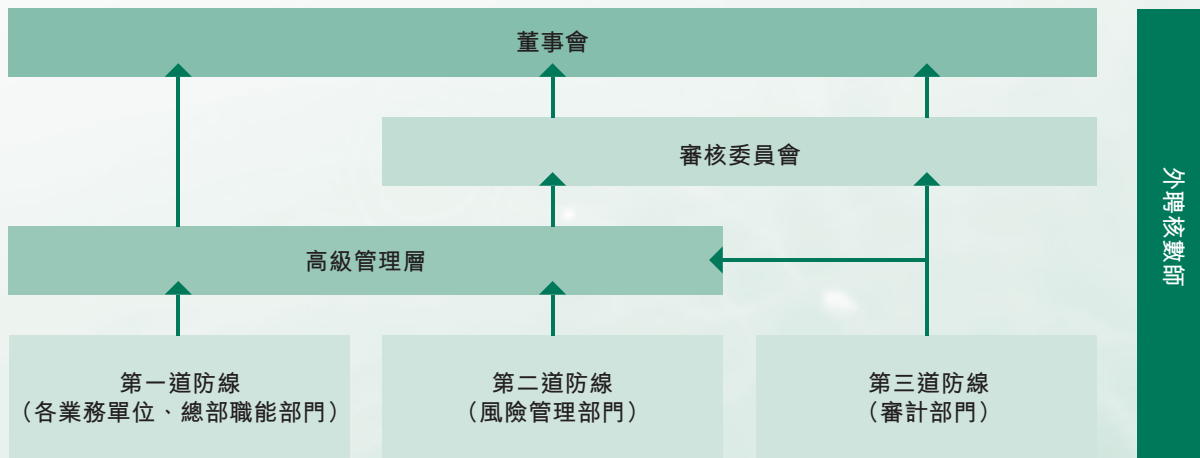 董事會
審核委員會
高級管理層
第一道防線
（各業務單位、總部職能部門）
第二道防線
（風險管理部門）
第三道防線
（審計部門）
外聘核數師